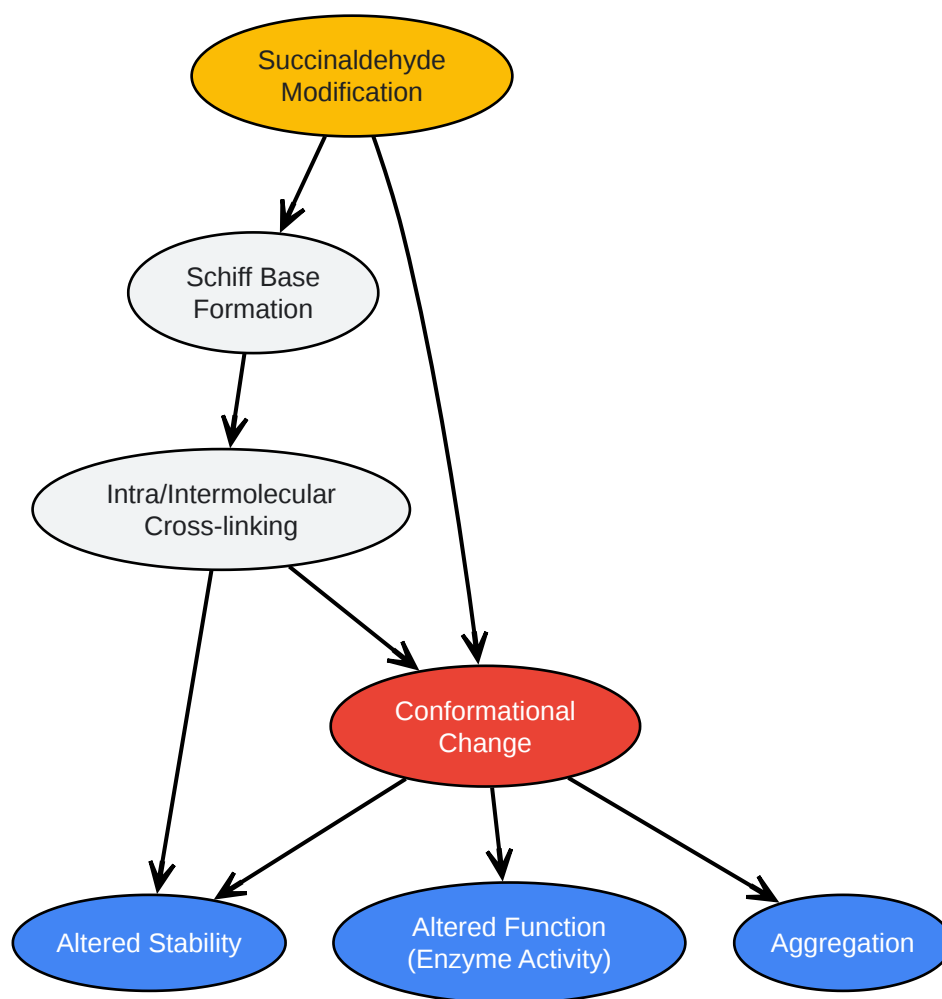 Succinaldehyde
Modification
Schiff Base
Formation
Intra/Intermolecular
Cross-linking
Conformational
Change
Altered Stability
Altered Function
(Enzyme Activity)
Aggregation